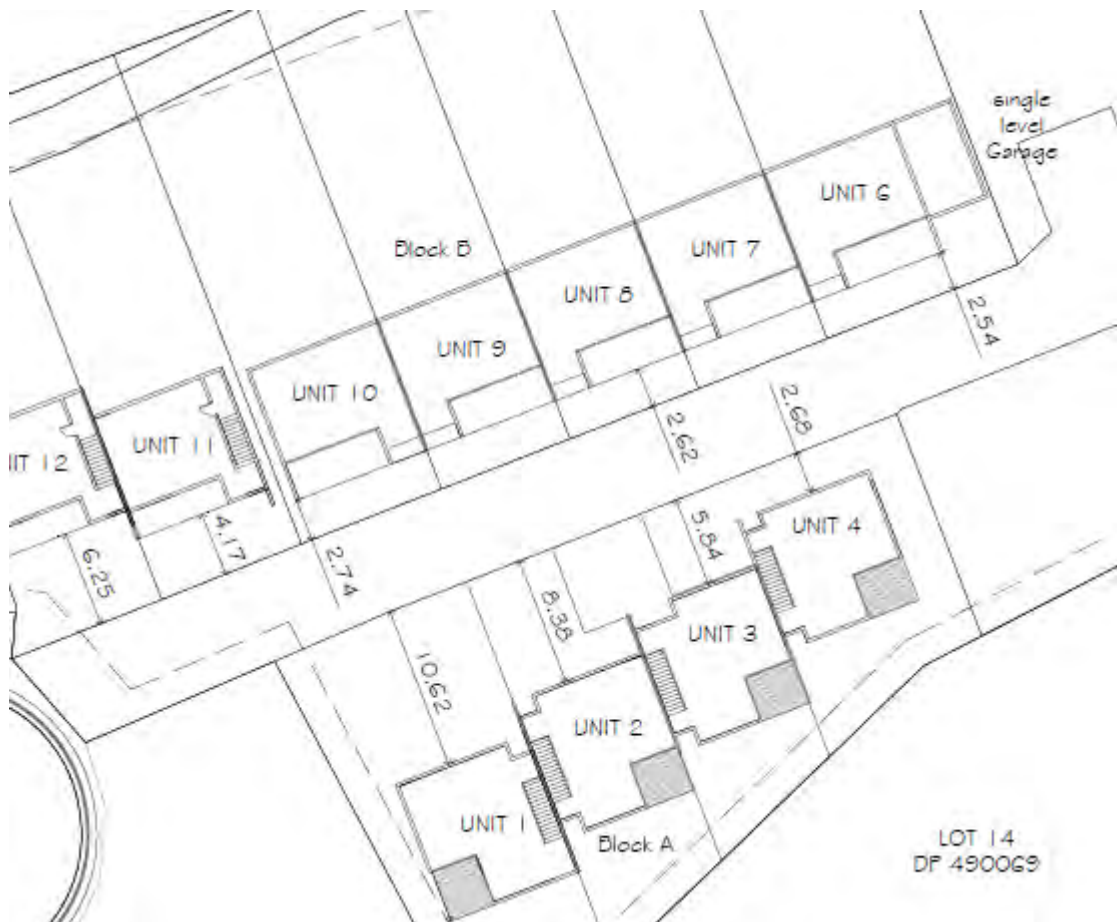 single
level
Garage
UNIT 6
UNIT 7
Block B
UNIT 8
UNIT 9
UNIT 10
UNIT 11
NIT 12
2.54
2.68
2.62
4.17
6.25
2.74
5.84
UNIT 4
8.38
UNIT 3
10.62
UNIT 2
UNIT 1
Block A
LOT 14
DP 490069